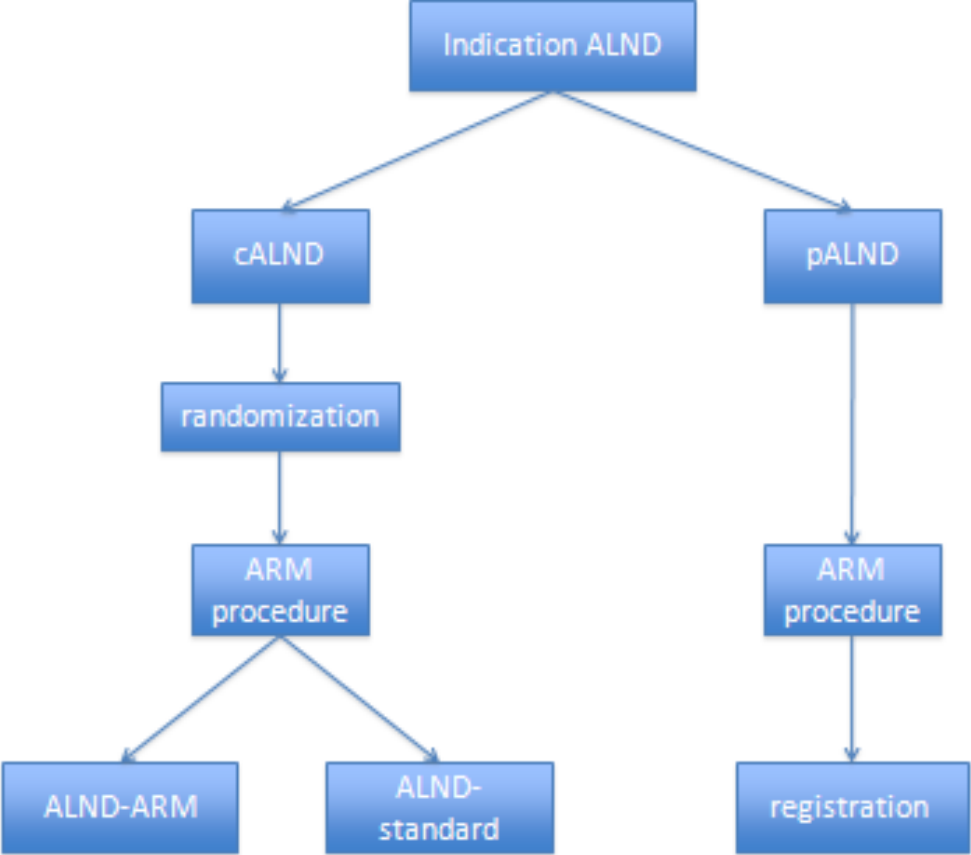 Indication ALND
cALND
pALND
randomization
ARM
procedure
ARM
procedure
ALND-ARM
ALND-
standard
registration